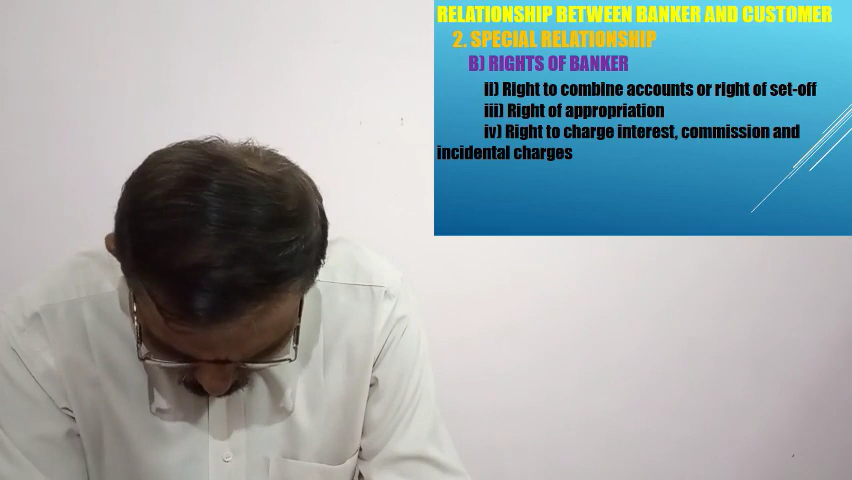 RELATIONSHIP BETWEEN BANKER AND CUSTOMER
2. SPECIAL RELATIONSHIP
B) RIGHTS OF BANKER
ii) Right to combine accounts or right of set-off
iii) Right of appropriation
iv) Right to charge interest, commission and
incidental charges